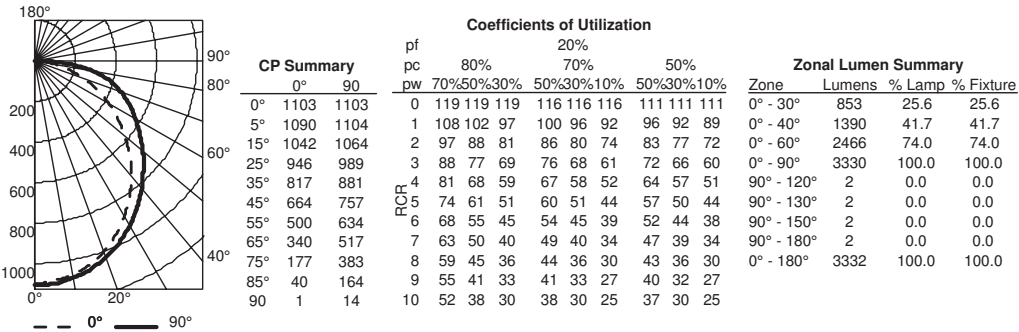 180°
90°
80°
60°
40°
20°
0°
200
400
600
800
1000
0° 90°
CP Summary
0° 90
0° 1103 1103
5° 1090 1104
15° 1042 1064
25° 946 989
35° 817 881
45° 664 757
55° 500 634
65° 340 517
75° 177 383
85° 40 164
90 1 14
Coefficients of Utilization
pf 20%
pc 80% 70% 50%
pw 70%50%30% 50%30%10% 50%30%10%
RCR
0 119 119 119 116 116 116 111 111 111
1 108 102 97 100 96 92 96 92 89
2 97 88 81 86 80 74 83 77 72
3 88 77 69 76 68 61 72 66 60
4 81 68 59 67 58 52 64 57 51
5 74 61 51 60 51 44 57 50 44
6 68 55 45 54 45 39 52 44 38
7 63 50 40 49 40 34 47 39 34
8 59 45 36 44 36 30 43 36 30
9 55 41 33 41 33 27 40 32 27
10 52 38 30 38 30 25 37 30 25
Zonal Lumen Summary
Zone Lumens % Lamp % Fixture
0° - 30° 853 25.6 25.6
0° - 40° 1390 41.7 41.7
0° - 60° 2466 74.0 74.0
0° - 90° 3330 100.0 100.0
90° - 120° 2 0.0 0.0
90° - 130° 2 0.0 0.0
90° - 150° 2 0.0 0.0
90° - 180° 2 0.0 0.0
0° - 180° 3332 100.0 100.0